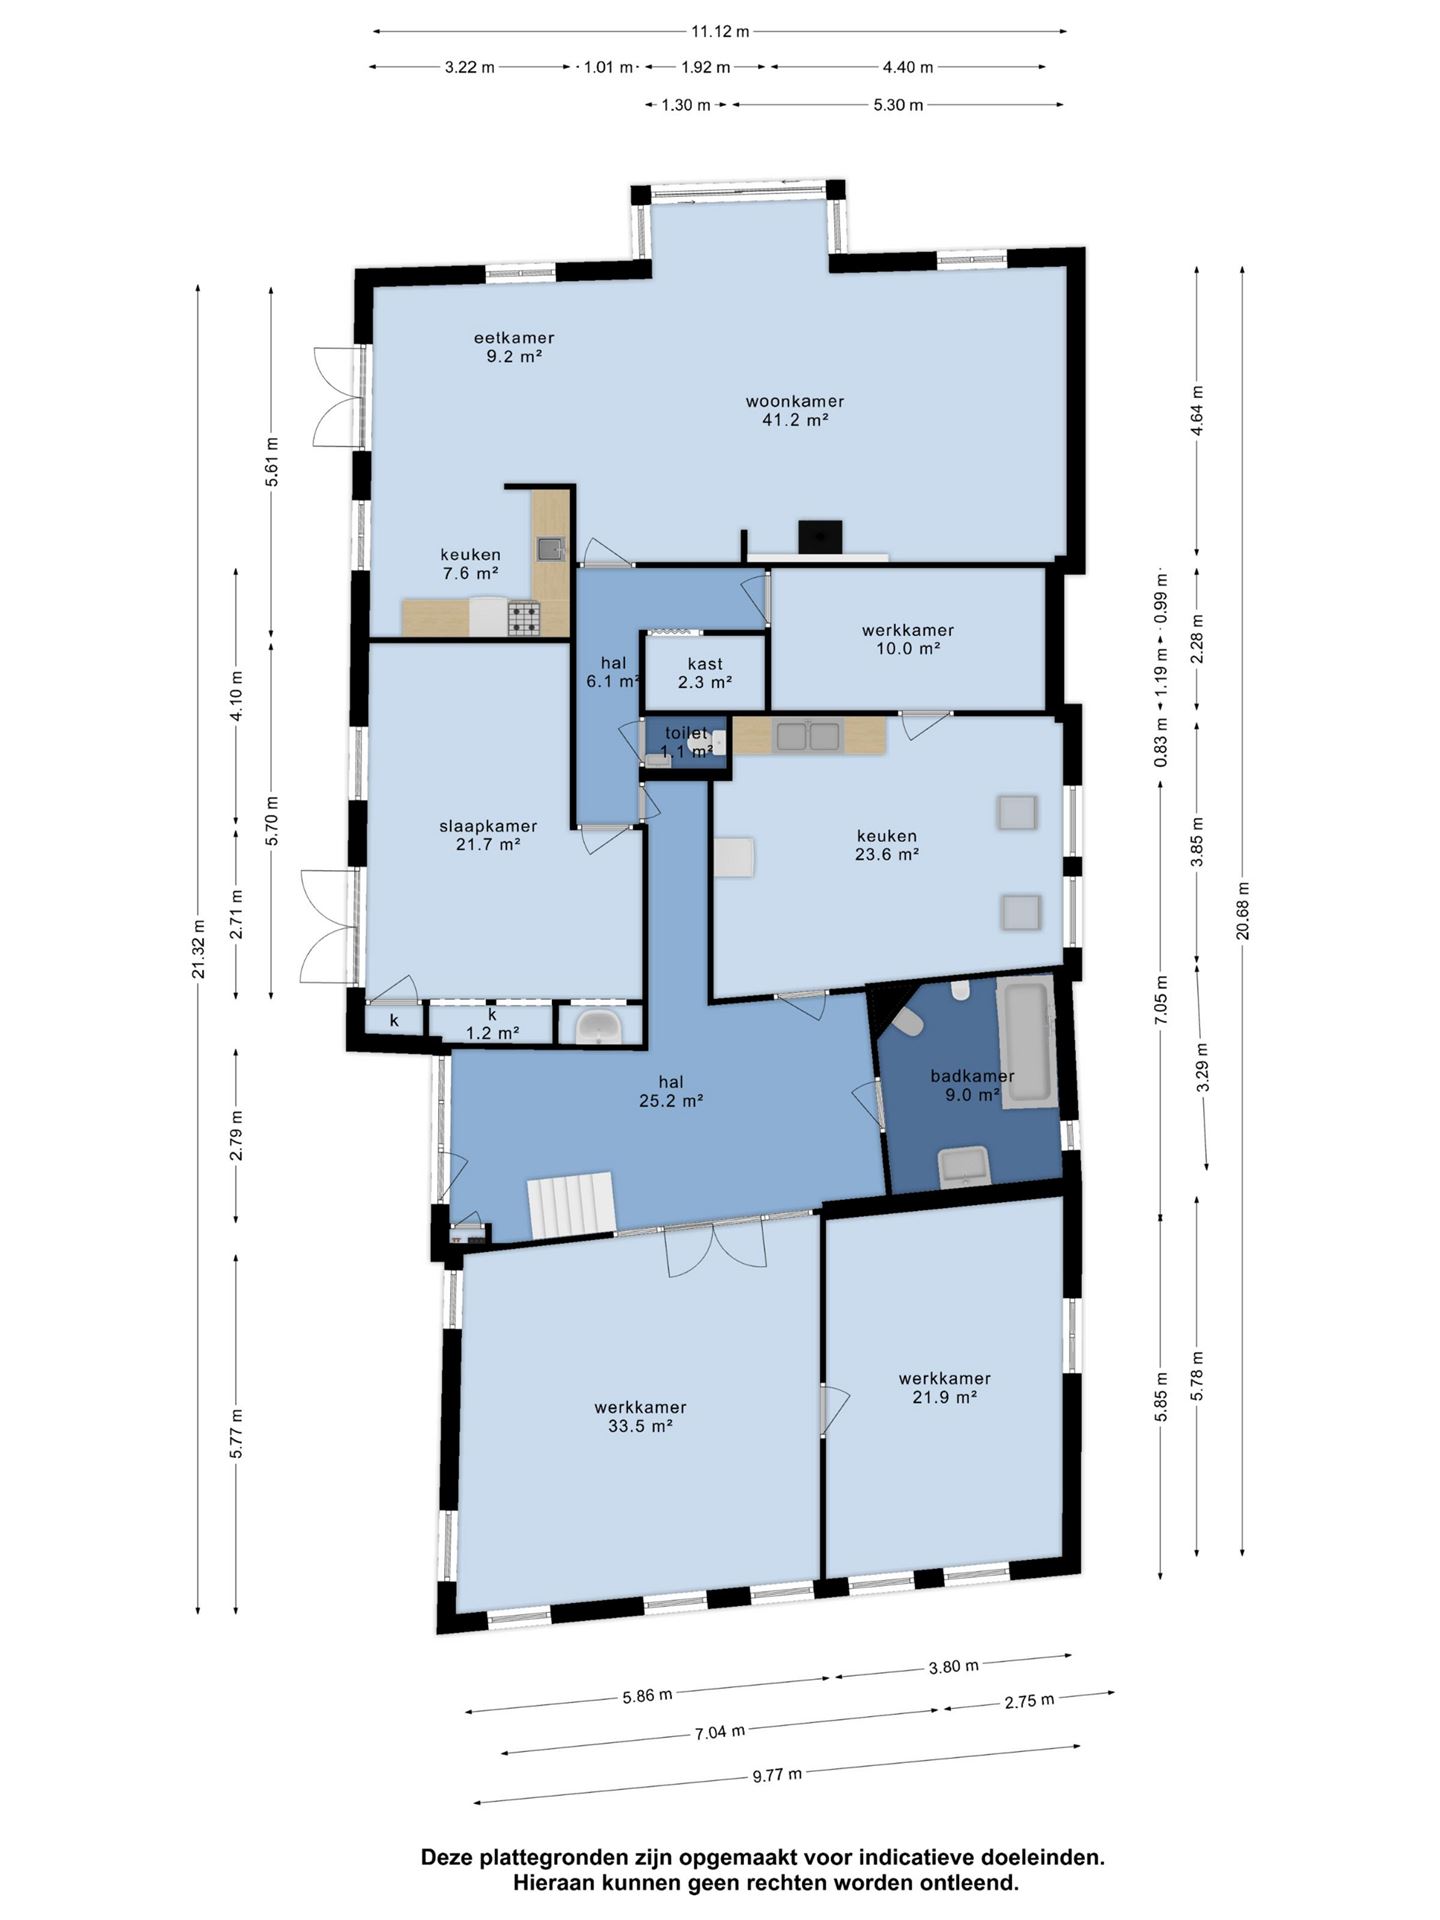 11.12 m
3.22 m
1.01 m
1.92 m
4.40 m
1.30 m
5.30 m
eetkamer
9.2 m²
woonkamer
41.2 m²
keuken
7.6 m²
hal
6.1 m²
kast
2.3 m²
werkkamer
10.0 m²
toilet
1.1 m²
slaapkamer
21.7 m²
keuken
23.6 m²
k
k
1.2 m²
hal
25.2 m²
badkamer
9.0 m²
werkkamer
33.5 m²
werkkamer
21.9 m²
21.32 m
5.61 m
4.10 m
5.70 m
2.71 m
2.79 m
5.77 m
4.64 m
0.99 m
2.28 m
1.19 m
0.83 m
3.85 m
20.68 m
7.05 m
3.29 m
5.78 m
5.85 m
3.80 m
5.86 m
2.75 m
7.04 m
9.77 m
Deze plattegronden zijn opgemaakt voor indicatieve doeleinden.
Hieraan kunnen geen rechten worden ontleend.